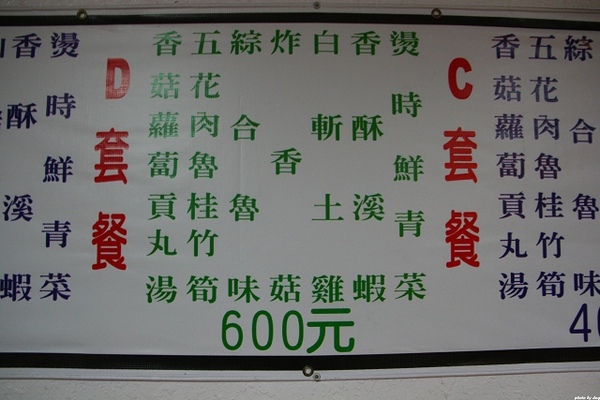 綜合魯味
五花肉魯桂竹筍
香菇蘿蔔貢丸湯
40
C套餐
燙時鮮青菜
香酥溪蝦
白斬土雞
炸香菇
綜合魯味
五花肉魯桂竹筍
香菇蘿蔔貢丸湯
600元
D套餐
燙時鮮青菜
香酥溪蝦